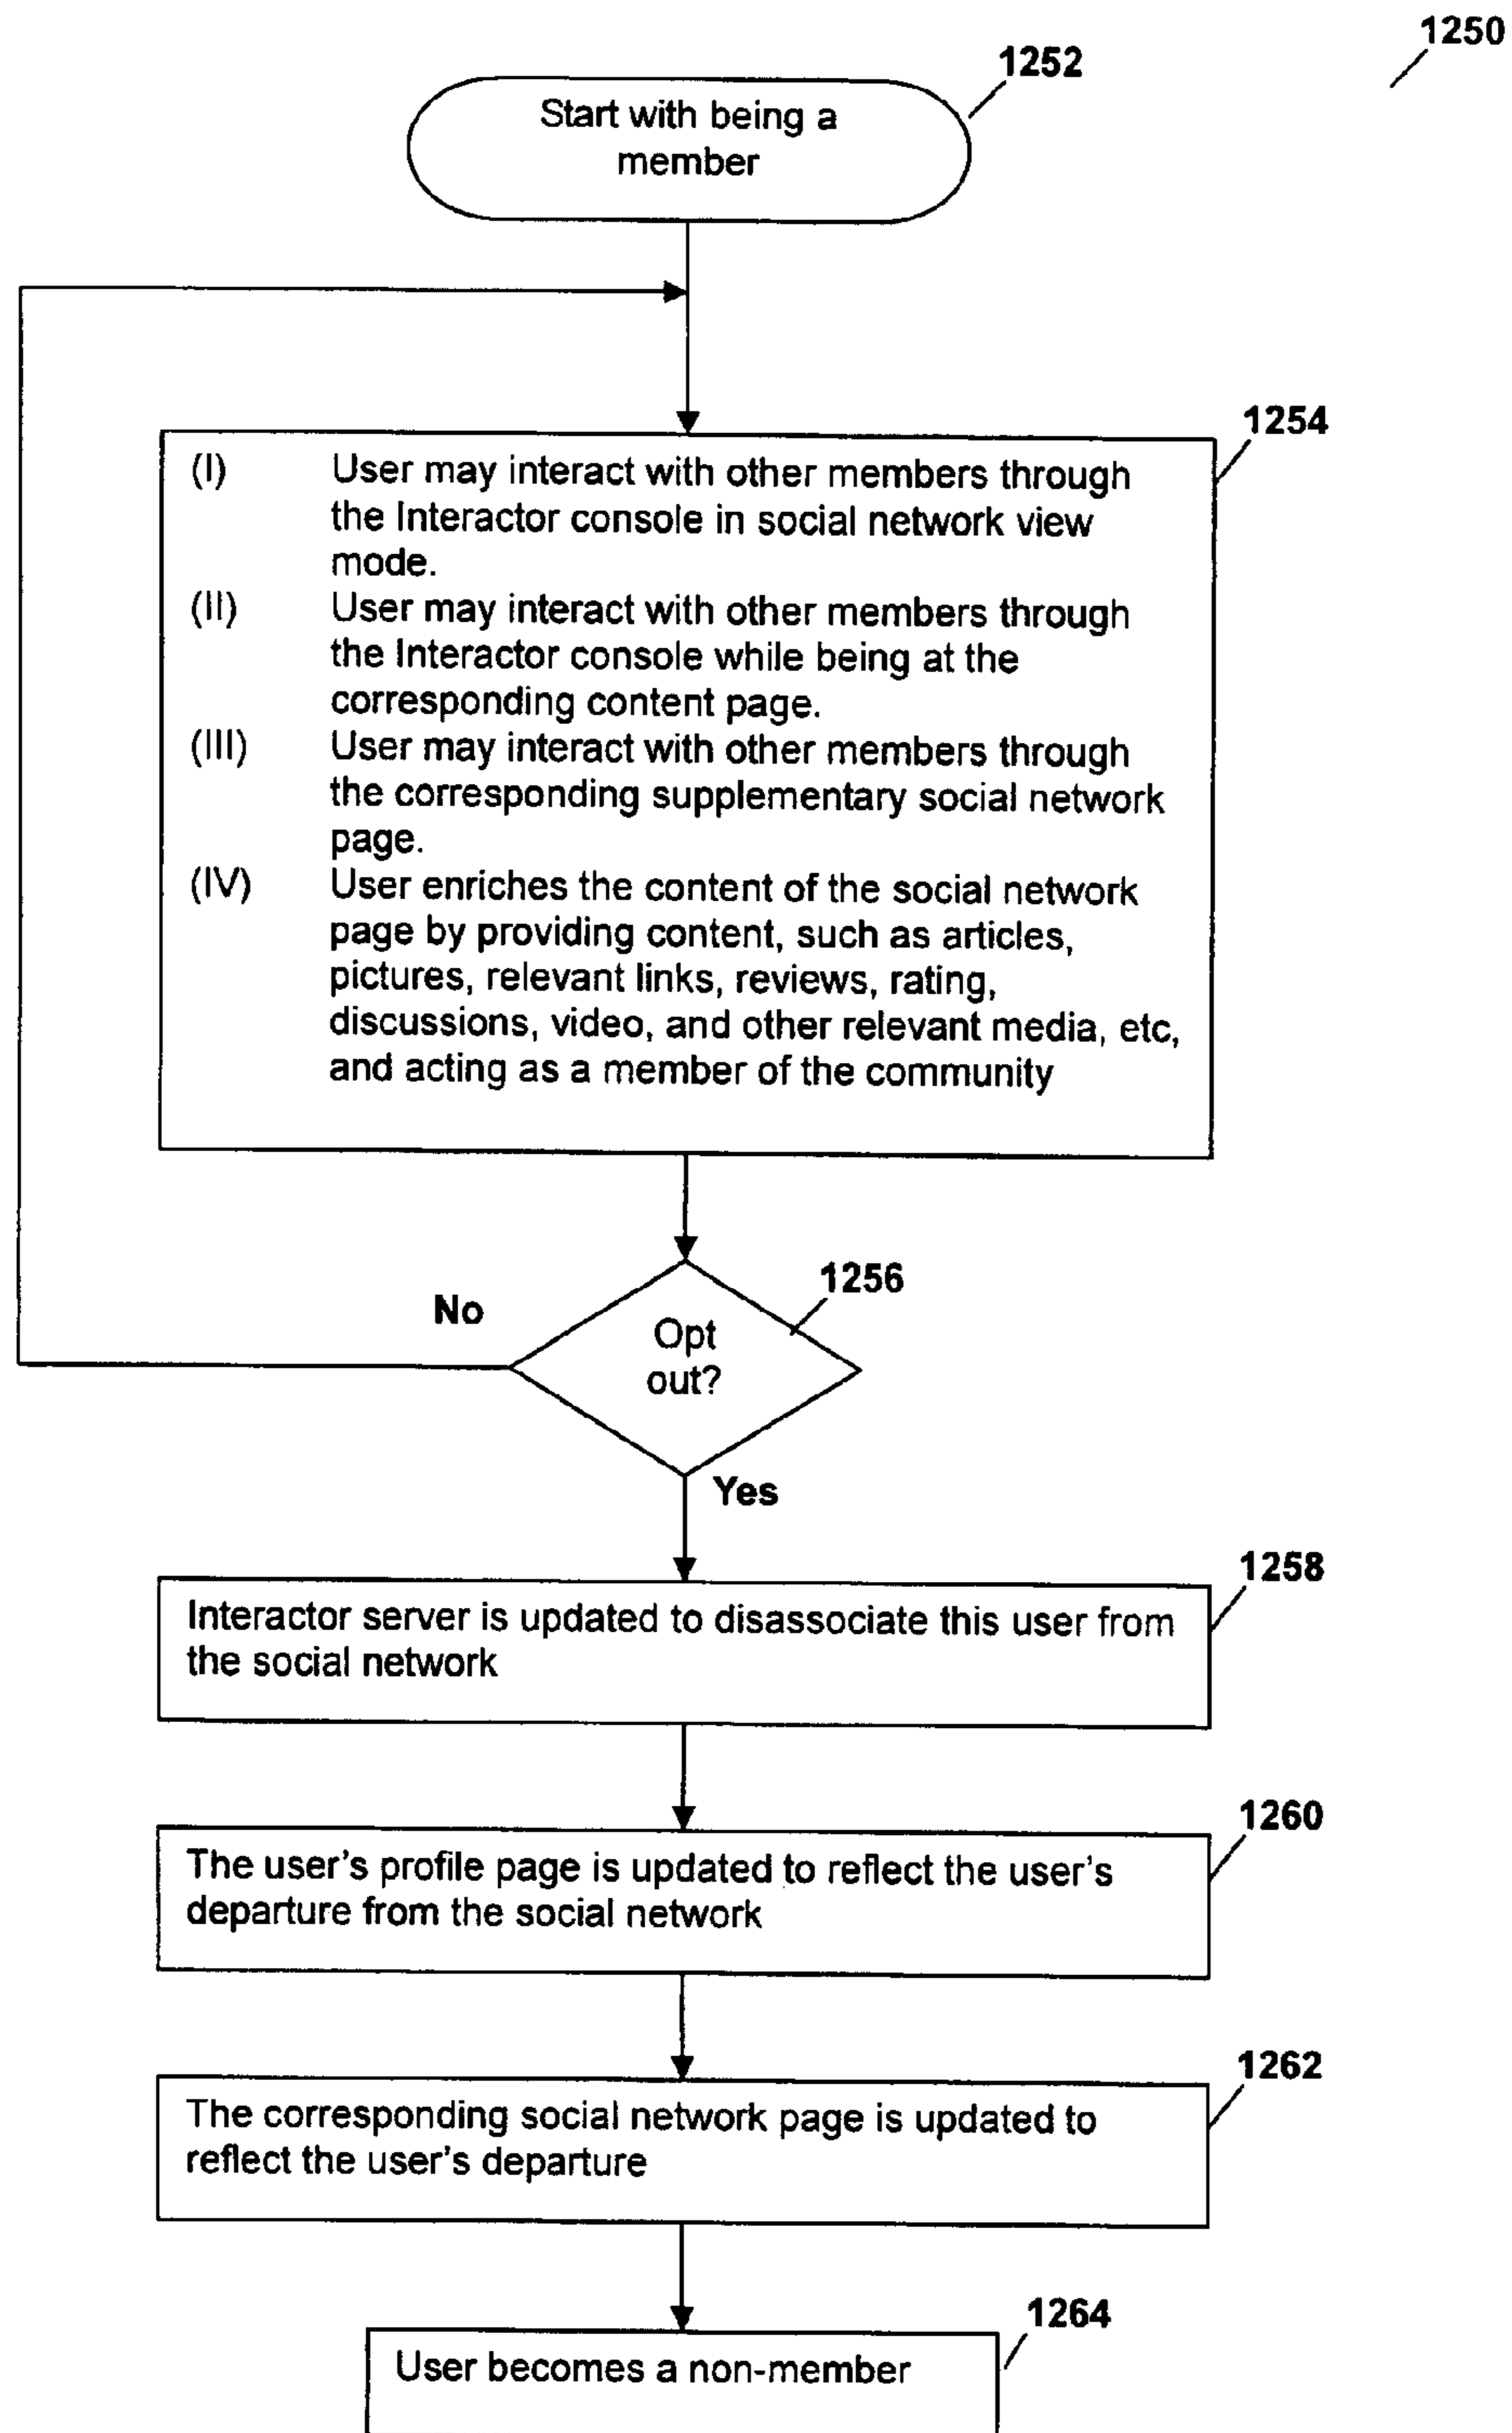 1250
1252
Start with being a
member
1254
(I) User may interact with other members through
the Interactor console in social network view
mode.
(II) User may interact with other members through
the Interactor console while being at the
corresponding content page.
(III) User may interact with other members through
the corresponding supplementary social network
page.
(IV) User enriches the content of the social network
page by providing content, such as articles,
pictures, relevant links, reviews, rating,
discussions, video, and other relevant media, etc,
and acting as a member of the community
1256
No
Opt
out?
Yes
1258
Interactor server is updated to disassociate this user from
the social network
1260
The user's profile page is updated to reflect the user's
departure from the social network
1262
The corresponding social network page is updated to
reflect the user's departure
1264
User becomes a non-member